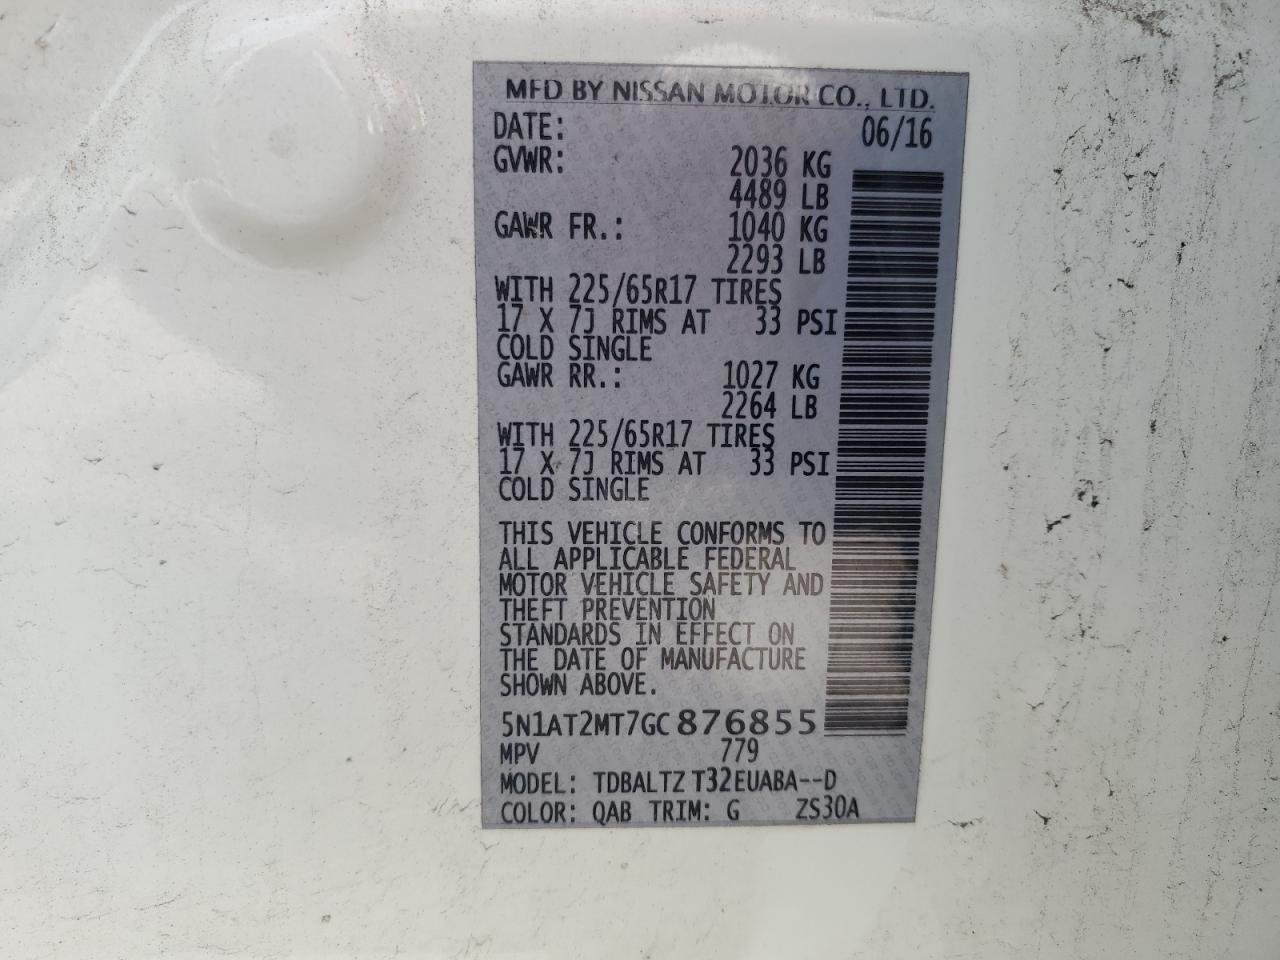 MFD BY NISSAN MOTOR CO., LTD.
DATE: 06/16
GVWR: 2036 KG
4489 LB
GAWR FR.: 1040 KG
2293 LB
WITH 225/65R17 TIRES
17 X 7J RIMS AT 33 PSI
COLD SINGLE
GAWR RR.: 1027 KG
2264 LB
WITH 225/65R17 TIRES
17 X 7J RIMS AT 33 PSI
COLD SINGLE
THIS VEHICLE CONFORMS TO
ALL APPLICABLE FEDERAL
MOTOR VEHICLE SAFETY AND
THEFT PREVENTION
STANDARDS IN EFFECT ON
THE DATE OF MANUFACTURE
SHOWN ABOVE.
5N1AT2MT7GC876855
MPV 779
MODEL: TDBALTZ T32EUABA--D
COLOR: QAB TRIM: G ZS30A